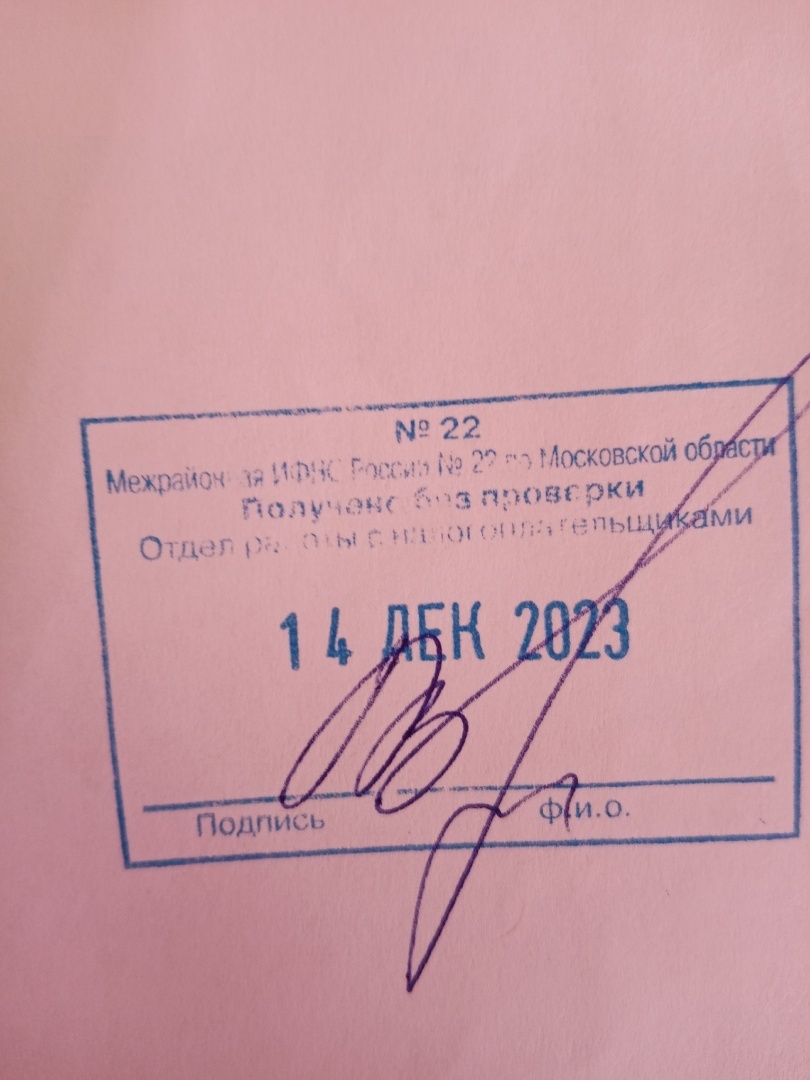 № 22
Межрайонная ИФНС России № 22 по Московской области
Получено без проверки
Отдел работы с налогоплательщиками
14 ДЕК 2023
Подпись
Ф.И.О.